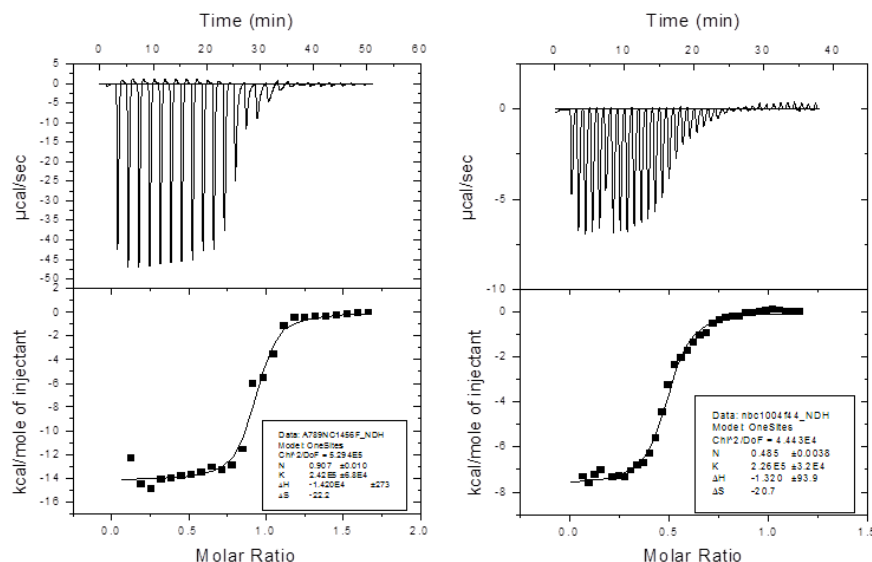 Time (min)
0 10 20 30 40 50 60
5
0
-5
-10
-15
-20
-25
-30
-35
-40
-45
-50
µcal/sec
2
0
-2
-4
-6
-8
-10
-12
-14
-16
kcal/mole of injectant
Data: A789NC1456F_NDH
Model: OneSites
Chi^2/DoF = 5.294E5
N 0.907 ±0.010
K 2.42E5 ±6.8E4
ΔH -1.420E4 ±273
ΔS -22.2
0.0 0.5 1.0 1.5 2.0
Molar Ratio
Time (min)
0 10 20 30 40
0
-5
-10
µcal/sec
0
-2
-4
-6
-8
kcal/mole of injectant
Data: nbc1004f44_NDH
Model: OneSites
Chi^2/DoF = 4.443E4
N 0.485 ±0.0038
K 2.26E5 ±3.2E4
ΔH -1.320 ±93.9
ΔS -20.7
0.0 0.5 1.0 1.5
Molar Ratio